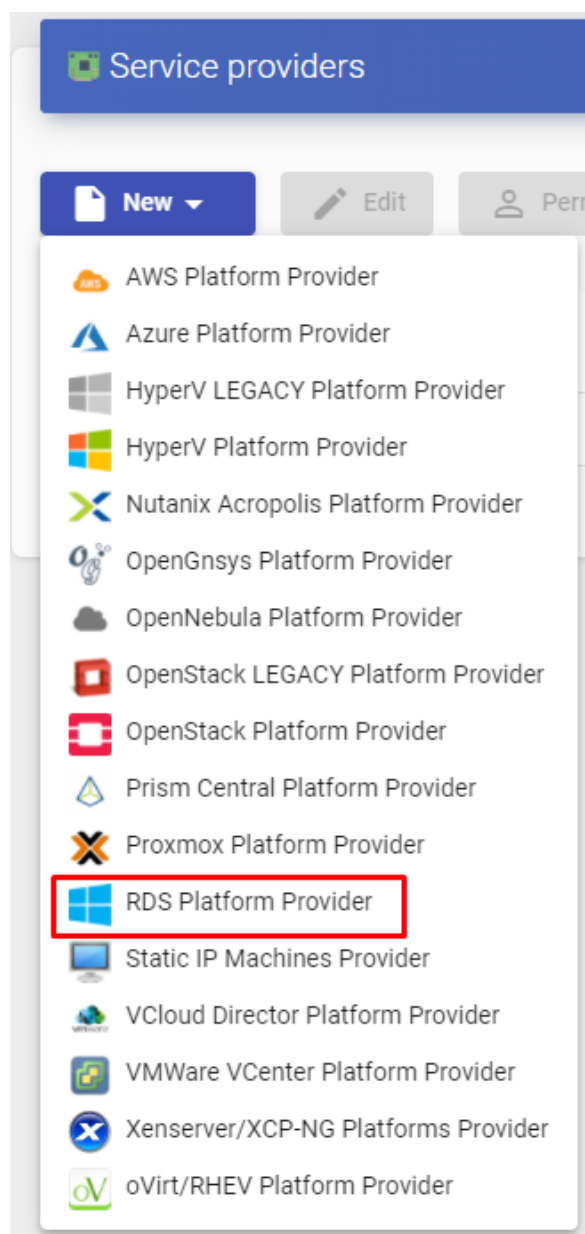 Service providers
New
Edit
AWS Platform Provider
Azure Platform Provider
HyperV LEGACY Platform Provider
HyperV Platform Provider
Nutanix Acropolis Platform Provider
OpenGnsys Platform Provider
OpenNebula Platform Provider
OpenStack LEGACY Platform Provider
OpenStack Platform Provider
Prism Central Platform Provider
Proxmox Platform Provider
RDS Platform Provider
Static IP Machines Provider
VCloud Director Platform Provider
VMWare VCenter Platform Provider
Xenserver/XCP-NG Platforms Provider
oVirt/RHEV Platform Provider